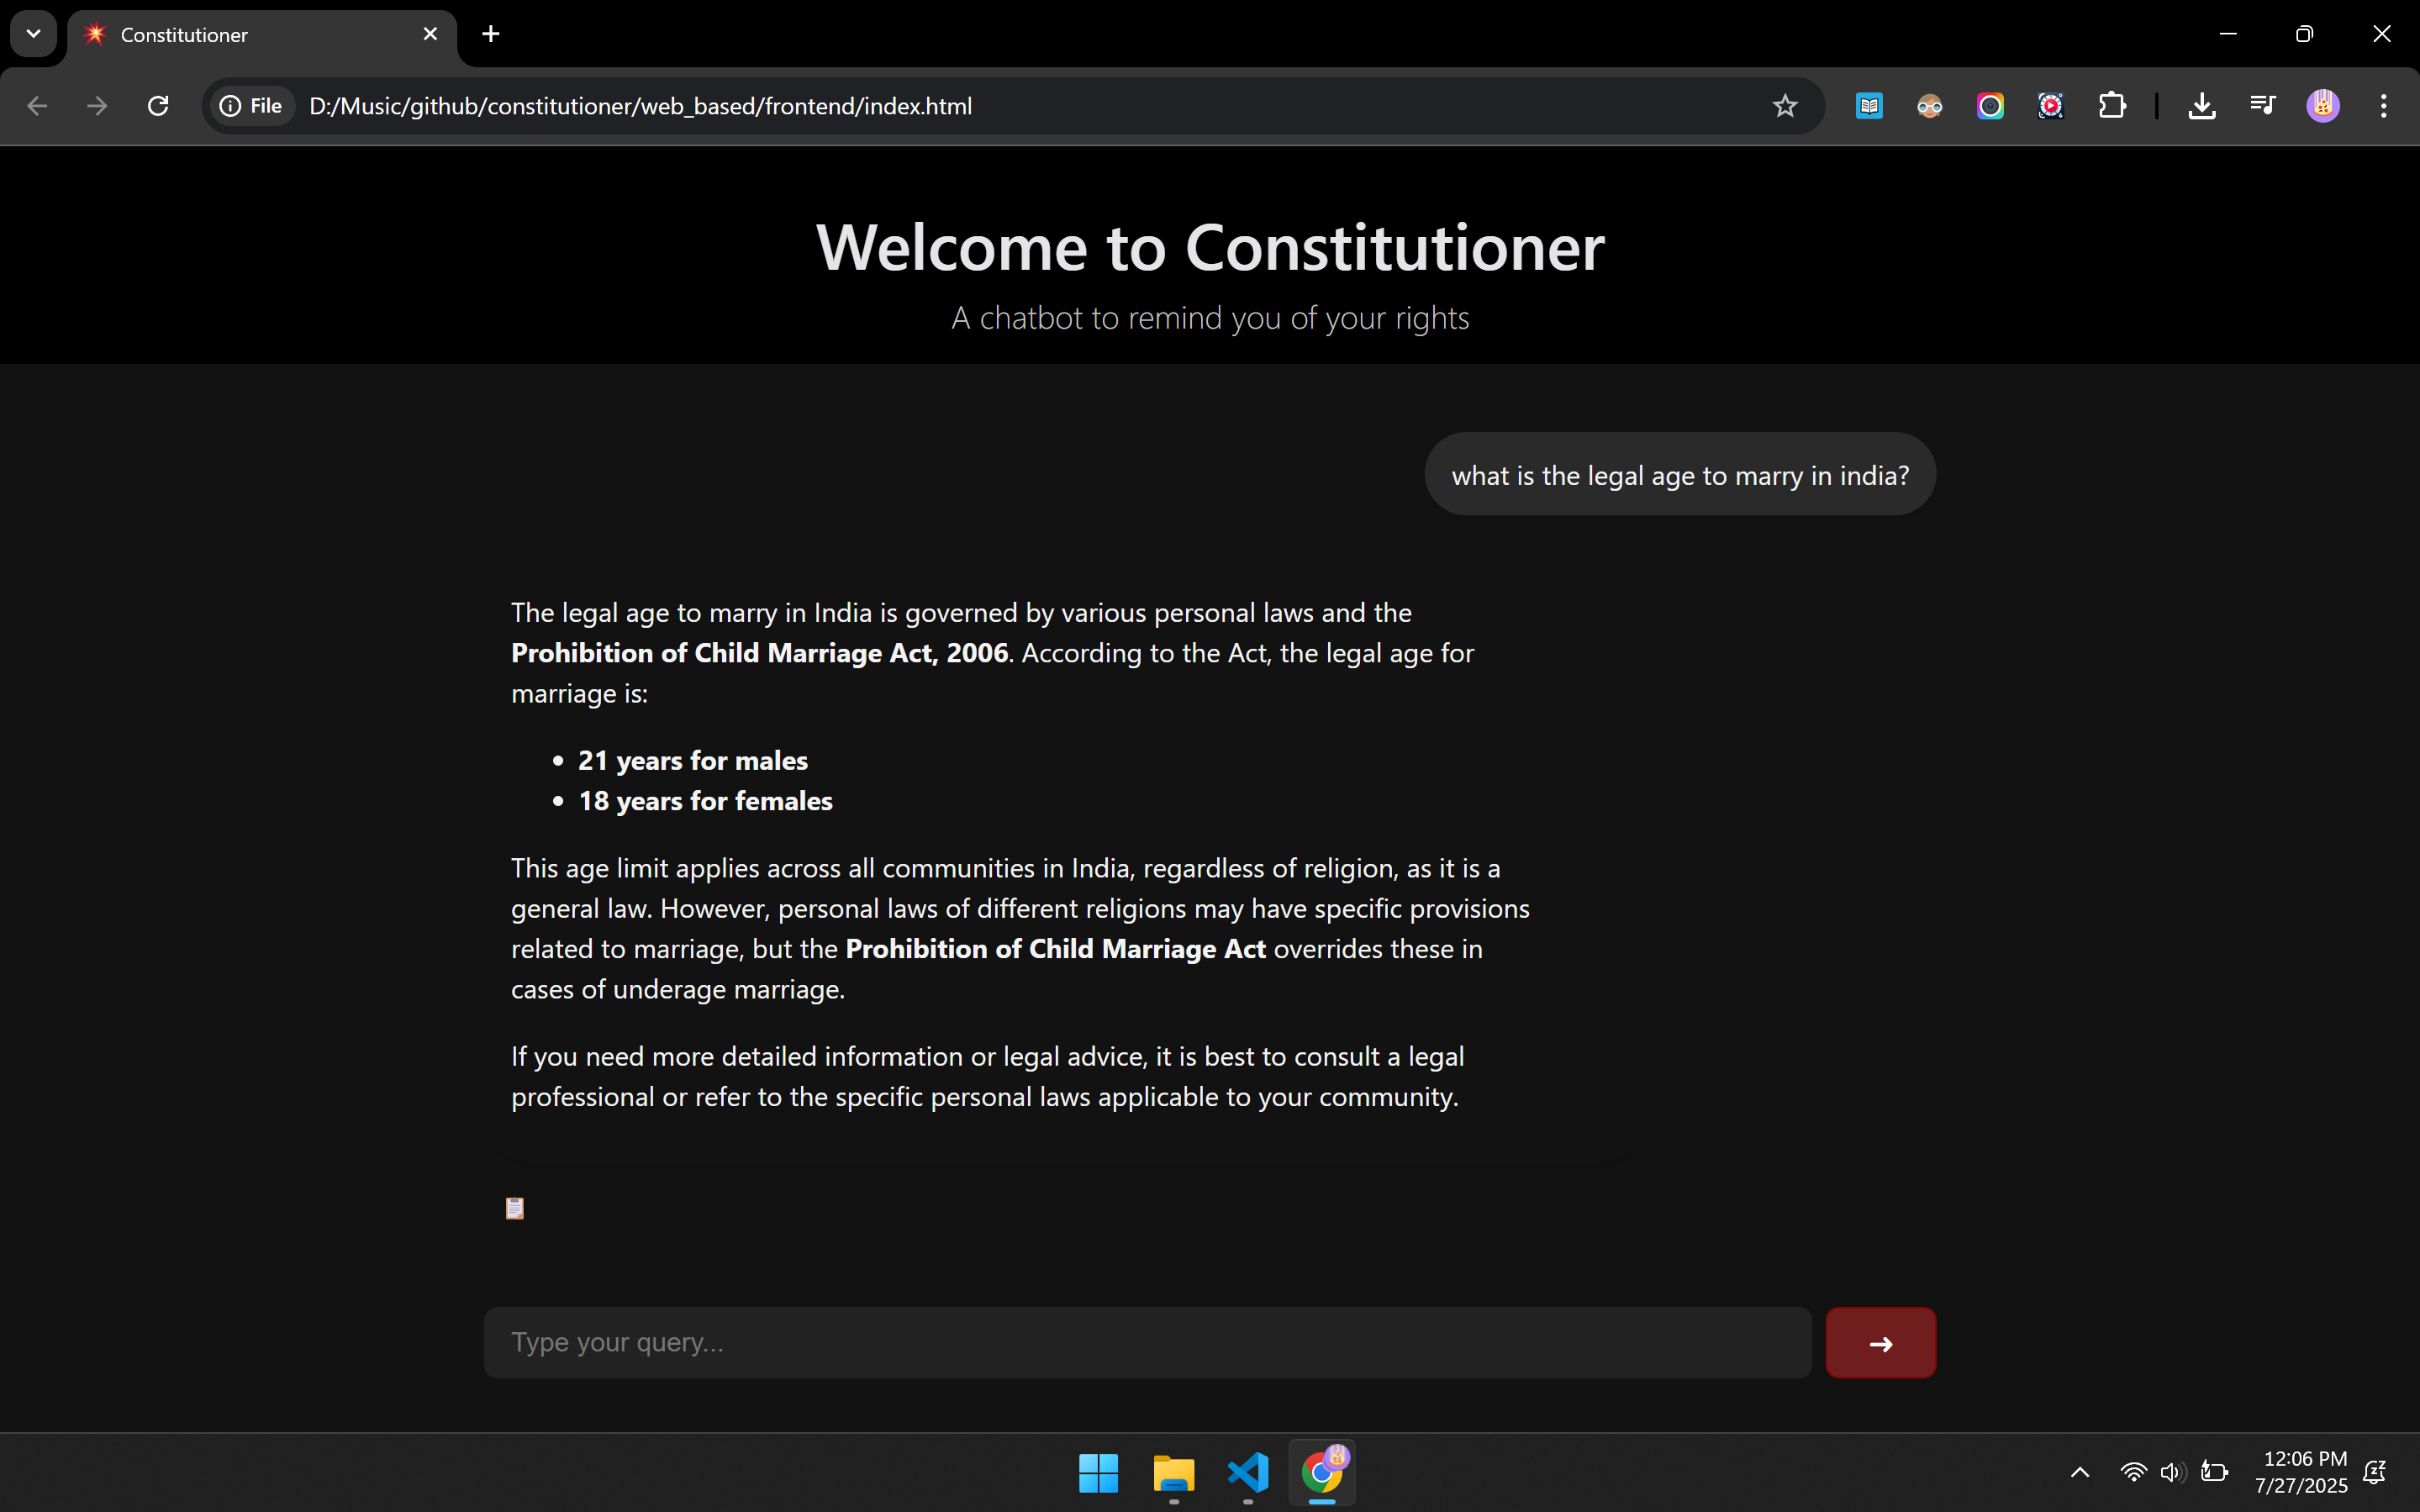 Constitutioner
File D:/Music/github/constitutioner/web_based/frontend/index.html
Welcome to Constitutioner
A chatbot to remind you of your rights
what is the legal age to marry in india?
The legal age to marry in India is governed by various personal laws and the
Prohibition of Child Marriage Act, 2006. According to the Act, the legal age for
marriage is:
• 21 years for males
• 18 years for females
This age limit applies across all communities in India, regardless of religion, as it is a
general law. However, personal laws of different religions may have specific provisions
related to marriage, but the Prohibition of Child Marriage Act overrides these in
cases of underage marriage.
If you need more detailed information or legal advice, it is best to consult a legal
professional or refer to the specific personal laws applicable to your community.
Type your query...
12:06 PM
7/27/2025